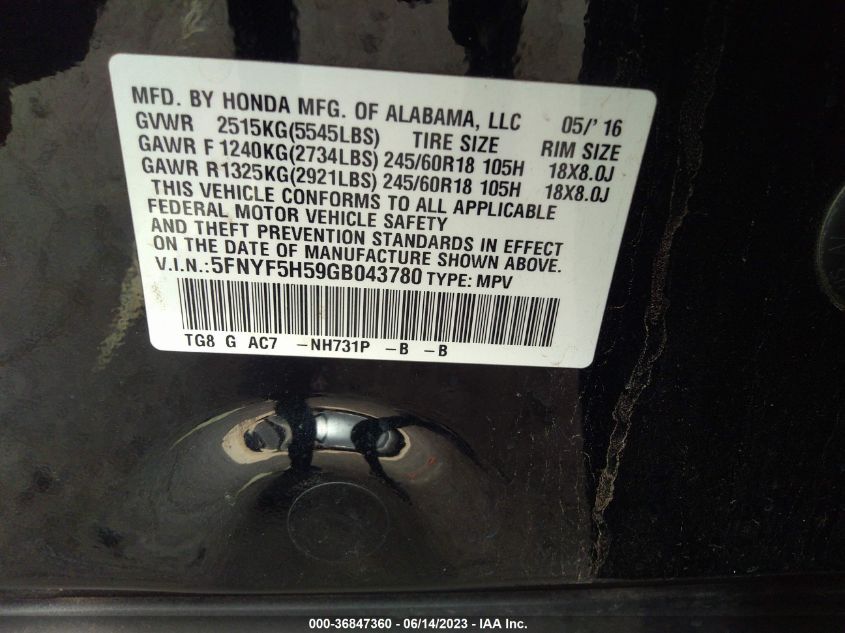 MFD. BY HONDA MFG. OF ALABAMA, LLC 05/' 16
GVWR 2515KG(5545LBS) TIRE SIZE RIM SIZE
GAWR F 1240KG(2734LBS) 245/60R18 105H 18X8.0J
GAWR R1325KG(2921LBS) 245/60R18 105H 18X8.0J
THIS VEHICLE CONFORMS TO ALL APPLICABLE
FEDERAL MOTOR VEHICLE SAFETY
AND THEFT PREVENTION STANDARDS IN EFFECT
ON THE DATE OF MANUFACTURE SHOWN ABOVE.
V.I.N.:5FNYF5H59GB043780 TYPE: MPV
TG8 G AC7 -NH731P -B -B
000-36847360 - 06/14/2023 - IAA Inc.